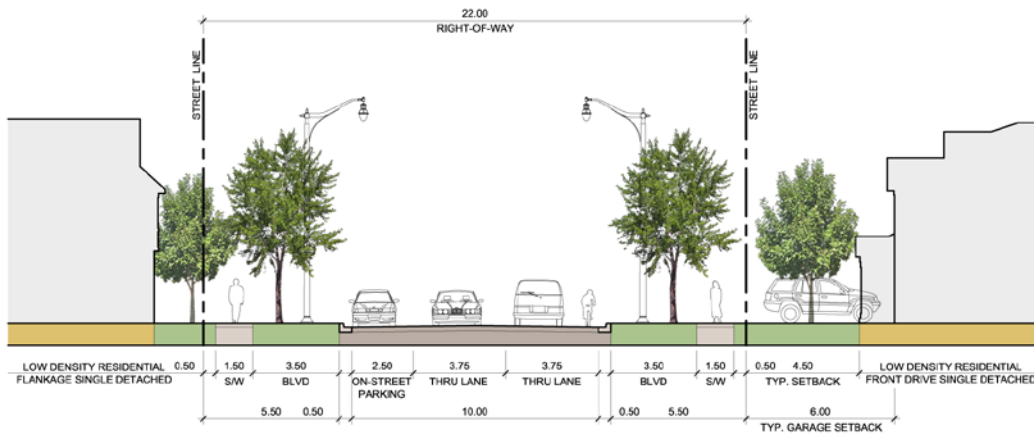 22.00
RIGHT-OF-WAY
STREET LINE
STREET LINE
LOW DENSITY RESIDENTIAL
FLANKAGE SINGLE DETACHED
0.50
1.50
S/W
3.50
BLVD
2.50
ON-STREET
PARKING
3.75
THRU LANE
3.75
THRU LANE
3.50
BLVD
1.50
S/W
0.50
4.50
TYP. SETBACK
LOW DENSITY RESIDENTIAL
FRONT DRIVE SINGLE DETACHED
5.50
0.50
10.00
0.50
5.50
6.00
TYP. GARAGE SETBACK